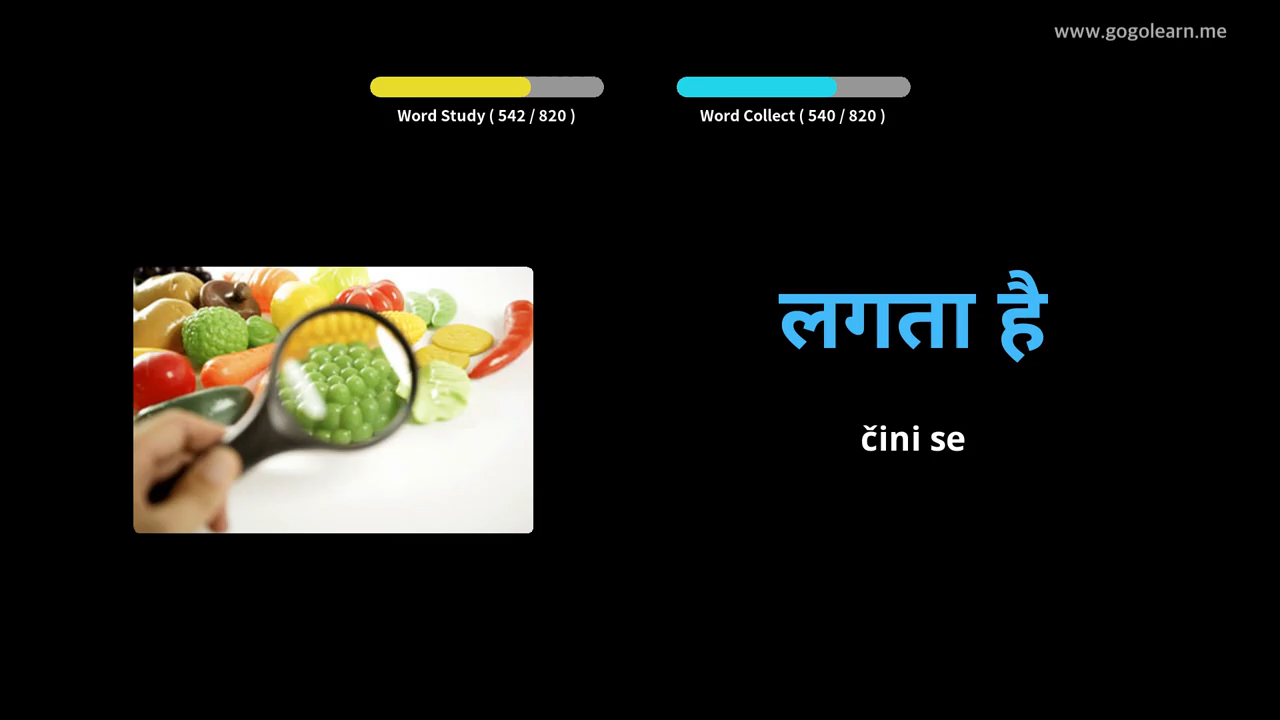 www.gogolearn.me
Word Study ( 542 / 820 )
Word Collect ( 540 / 820 )
लगता है
čini se